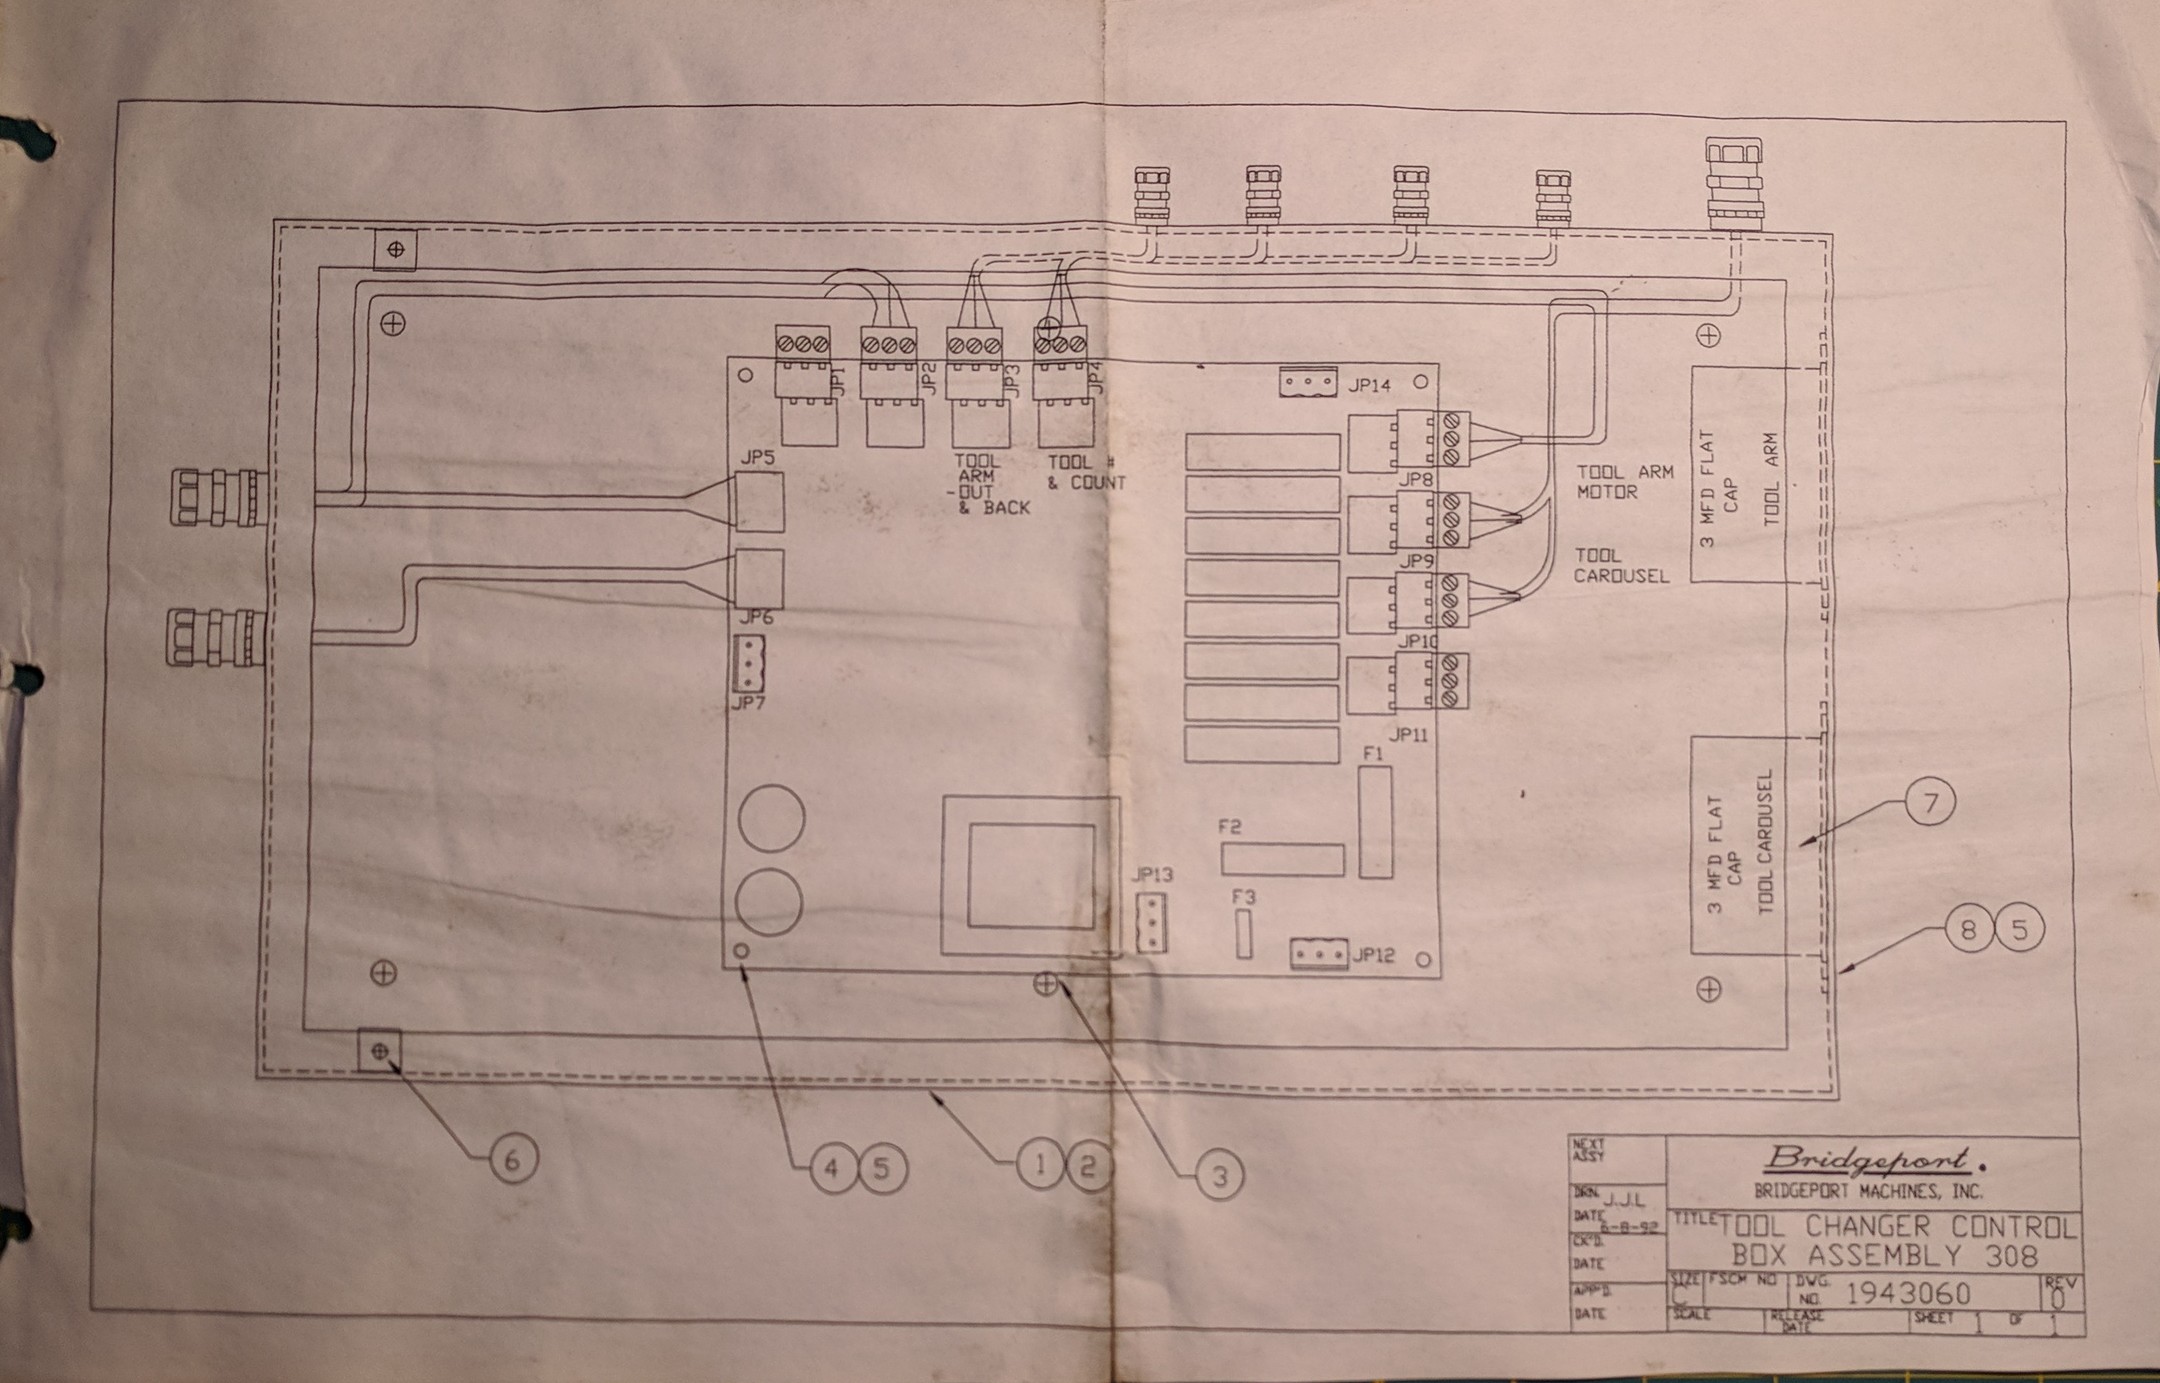 JP1
JP2
JP3
JP4
JP14
JP5
TOOL
ARM
-OUT
& BACK
TOOL #
& COUNT
JP8
TOOL ARM
MOTOR
3 MFD FLAT
CAP
TOOL ARM
JP9
TOOL
CAROUSEL
JP6
JP10
JP7
JP11
F1
F2
F3
JP13
JP12
3 MFD FLAT
CAP
TOOL CAROUSEL
7
8 5
6
4 5
1 2
3
NEXT
ASSY
Bridgeport.
BRIDGEPORT MACHINES, INC.
DRN. J.J.L
DATE 6-8-92
CK'D.
DATE
APP'D.
DATE
TITLE TOOL CHANGER CONTROL
BOX ASSEMBLY 308
SIZE C
FSCM NO
DWG.
NO. 1943060
REV
0
SCALE
RELEASE
DATE
SHEET 1 OF 1